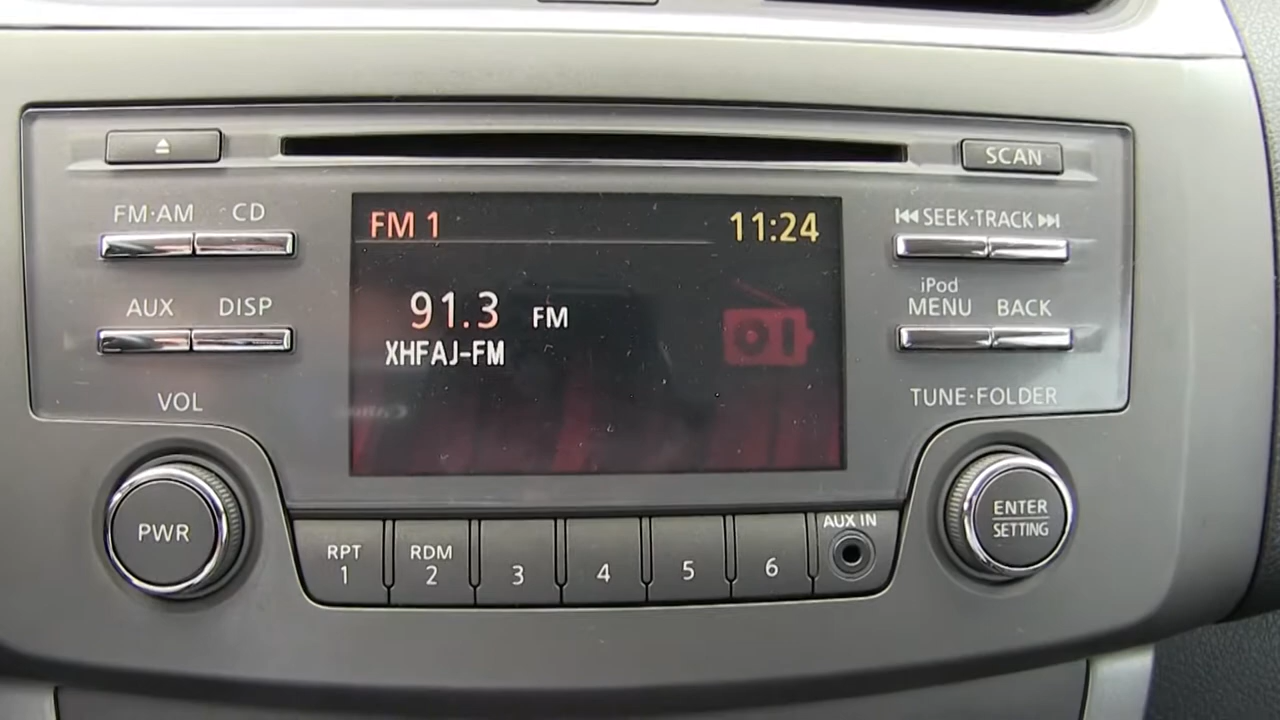 SCAN
FM·AM CD
SEEK·TRACK
FM 1 11:24
iPod
AUX DISP
MENU BACK
91.3 FM
XHFAJ-FM
VOL
TUNE·FOLDER
PWR
ENTER
SETTING
AUX IN
RPT
1
RDM
2
3
4
5
6